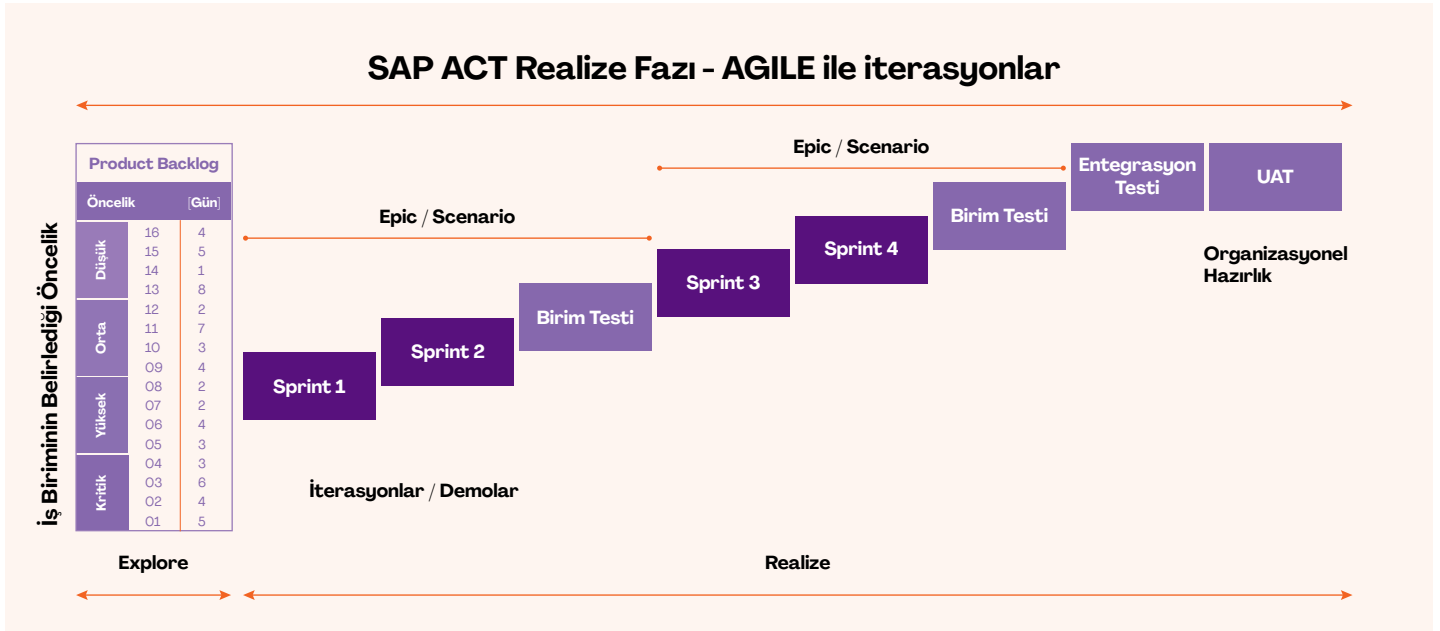 SAP ACT Realize Fazı - AGILE ile iterasyonlar
İş Biriminin Belirlediği Öncelik
Product Backlog
Öncelik [Gün]
Düşük
16 4
15 5
14 1
13 8
Orta
12 2
11 7
10 3
09 4
Yüksek
08 2
07 2
06 4
05 3
Kritik
04 3
03 6
02 4
01 5
Epic / Scenario
Sprint 1
Sprint 2
Birim Testi
Epic / Scenario
Sprint 3
Sprint 4
Birim Testi
Entegrasyon
Testi
UAT
Organizasyonel
Hazırlık
İterasyonlar / Demolar
Explore
Realize